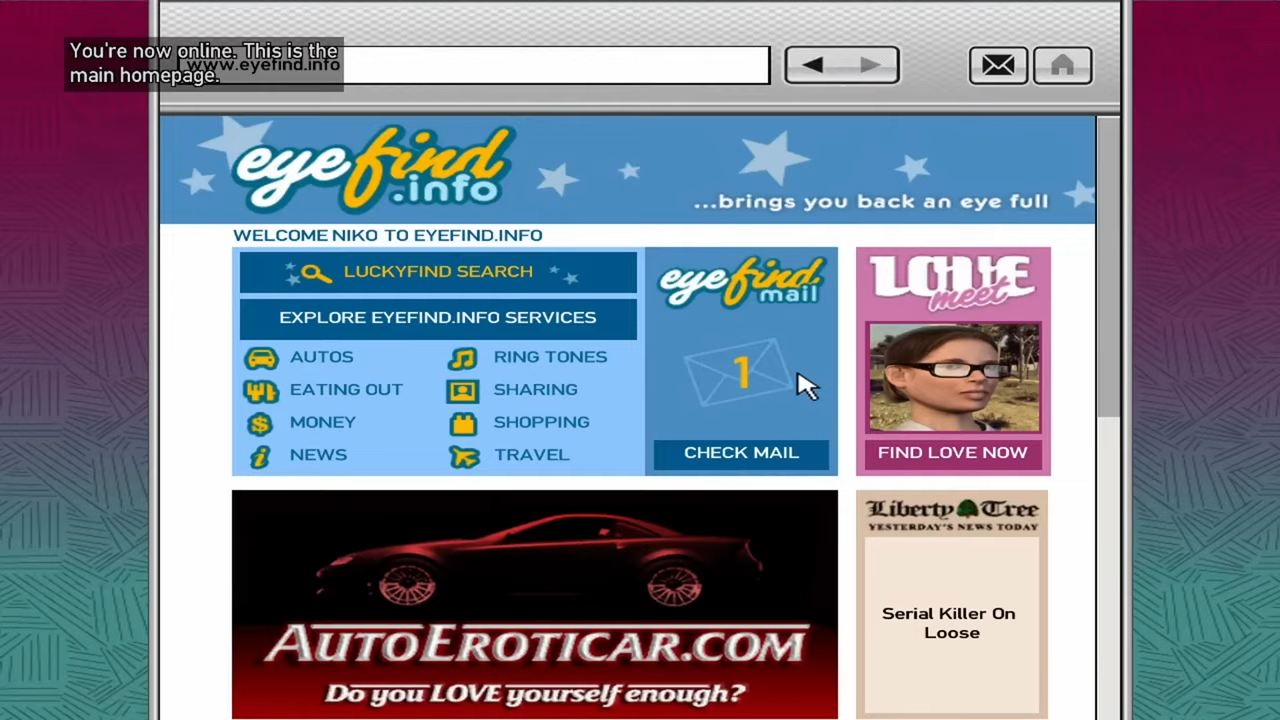 You're now online. This is the
main homepage.
www.eyefind.info
eyefind
.info
...brings you back an eye full
WELCOME NIKO TO EYEFIND.INFO
LUCKYFIND SEARCH
EXPLORE EYEFIND.INFO SERVICES
AUTOS
RING TONES
EATING OUT
SHARING
MONEY
SHOPPING
NEWS
TRAVEL
eyefind
mail
1
CHECK MAIL
LOVE
meet
FIND LOVE NOW
AUTOEROTICAR.COM
Do you LOVE yourself enough?
Liberty Tree
YESTERDAY'S NEWS TODAY
Serial Killer On
Loose